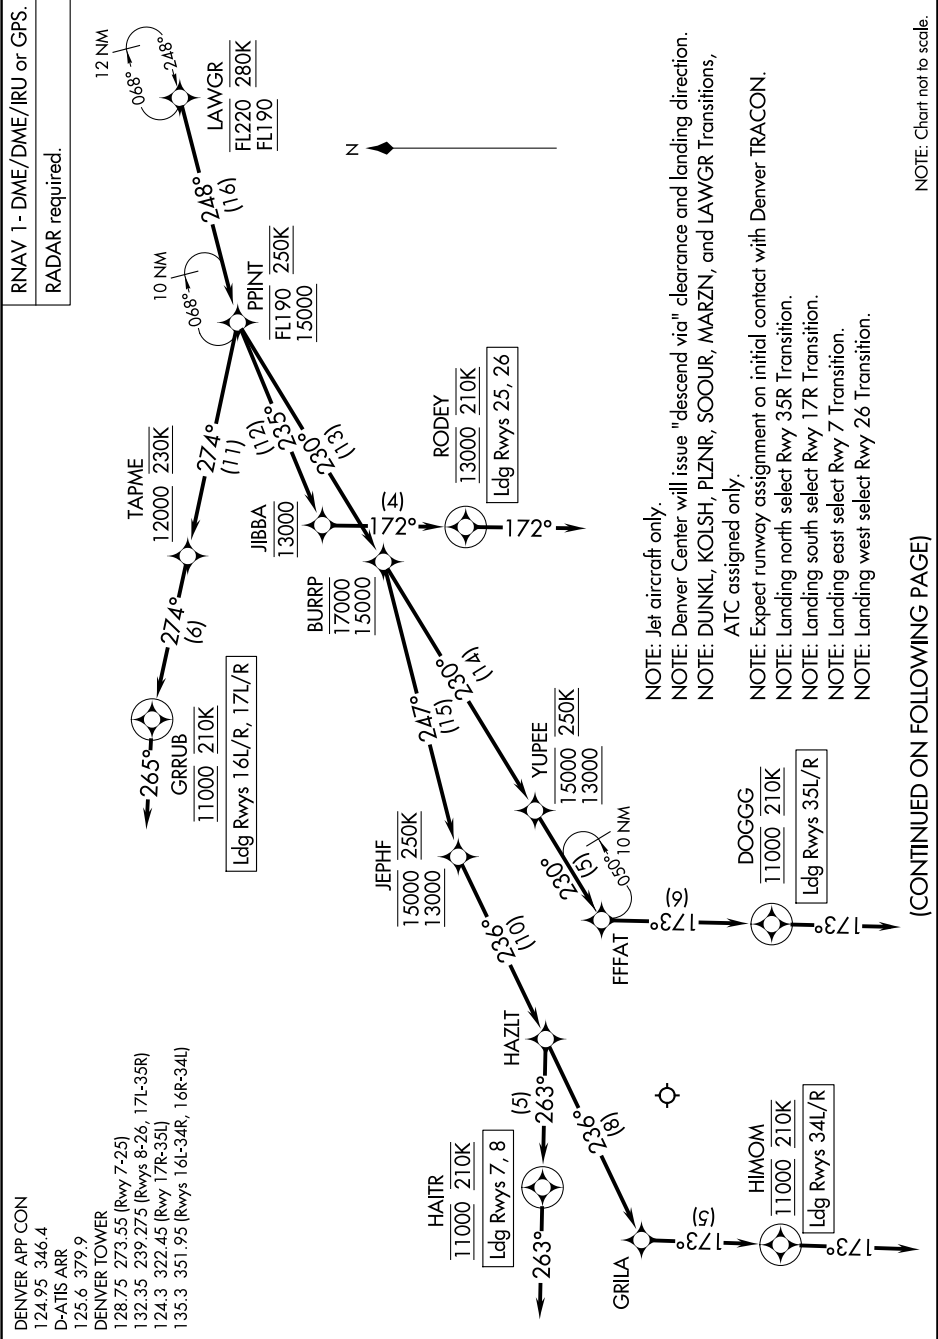 RNAV 1 - DME/DME/IRU or GPS.
RADAR required.
DENVER APP CON
124.95 346.4
D-ATIS ARR
125.6 379.9
DENVER TOWER
128.75 273.55 (Rwy 7-25)
132.35 239.275 (Rwys 8-26, 17L-35R)
124.3 322.45 (Rwy 17R-35L)
135.3 351.95 (Rwys 16L-34R, 16R-34L)
12 NM
068°
248°
LAWGR
FL220 280K
FL190
248°
(16)
N
10 NM
068°
PPINT
FL190 250K
15000
274°
(11)
TAPME
12000 230K
274°
(6)
GRRUB
11000 210K
265°
Ldg Rwys 16L/R, 17L/R
235°
(12)
JIBBA
13000
172°
(4)
RODEY
13000 210K
Ldg Rwys 25, 26
172°
230°
(13)
BURRP
17000
15000
247°
(15)
JEPHF
15000 250K
13000
236°
(10)
HAZLT
263°
(5)
HAITR
11000 210K
Ldg Rwys 7, 8
263°
236°
(8)
GRILA
173°
(5)
HIMOM
11000 210K
Ldg Rwys 34L/R
173°
230°
(14)
YUPEE
15000 250K
13000
230°
(5)
050°
10 NM
FFFAT
173°
(6)
DOGGG
11000 210K
Ldg Rwys 35L/R
173°
NOTE: Jet aircraft only.
NOTE: Denver Center will issue "descend via" clearance and landing direction.
NOTE: DUNKL, KOLSH, PLZNR, SOOUR, MARZN, and LAWGR Transitions,
ATC assigned only.
NOTE: Expect runway assignment on initial contact with Denver TRACON.
NOTE: Landing north select Rwy 35R Transition.
NOTE: Landing south select Rwy 17R Transition.
NOTE: Landing east select Rwy 7 Transition.
NOTE: Landing west select Rwy 26 Transition.
(CONTINUED ON FOLLOWING PAGE)
NOTE: Chart not to scale.